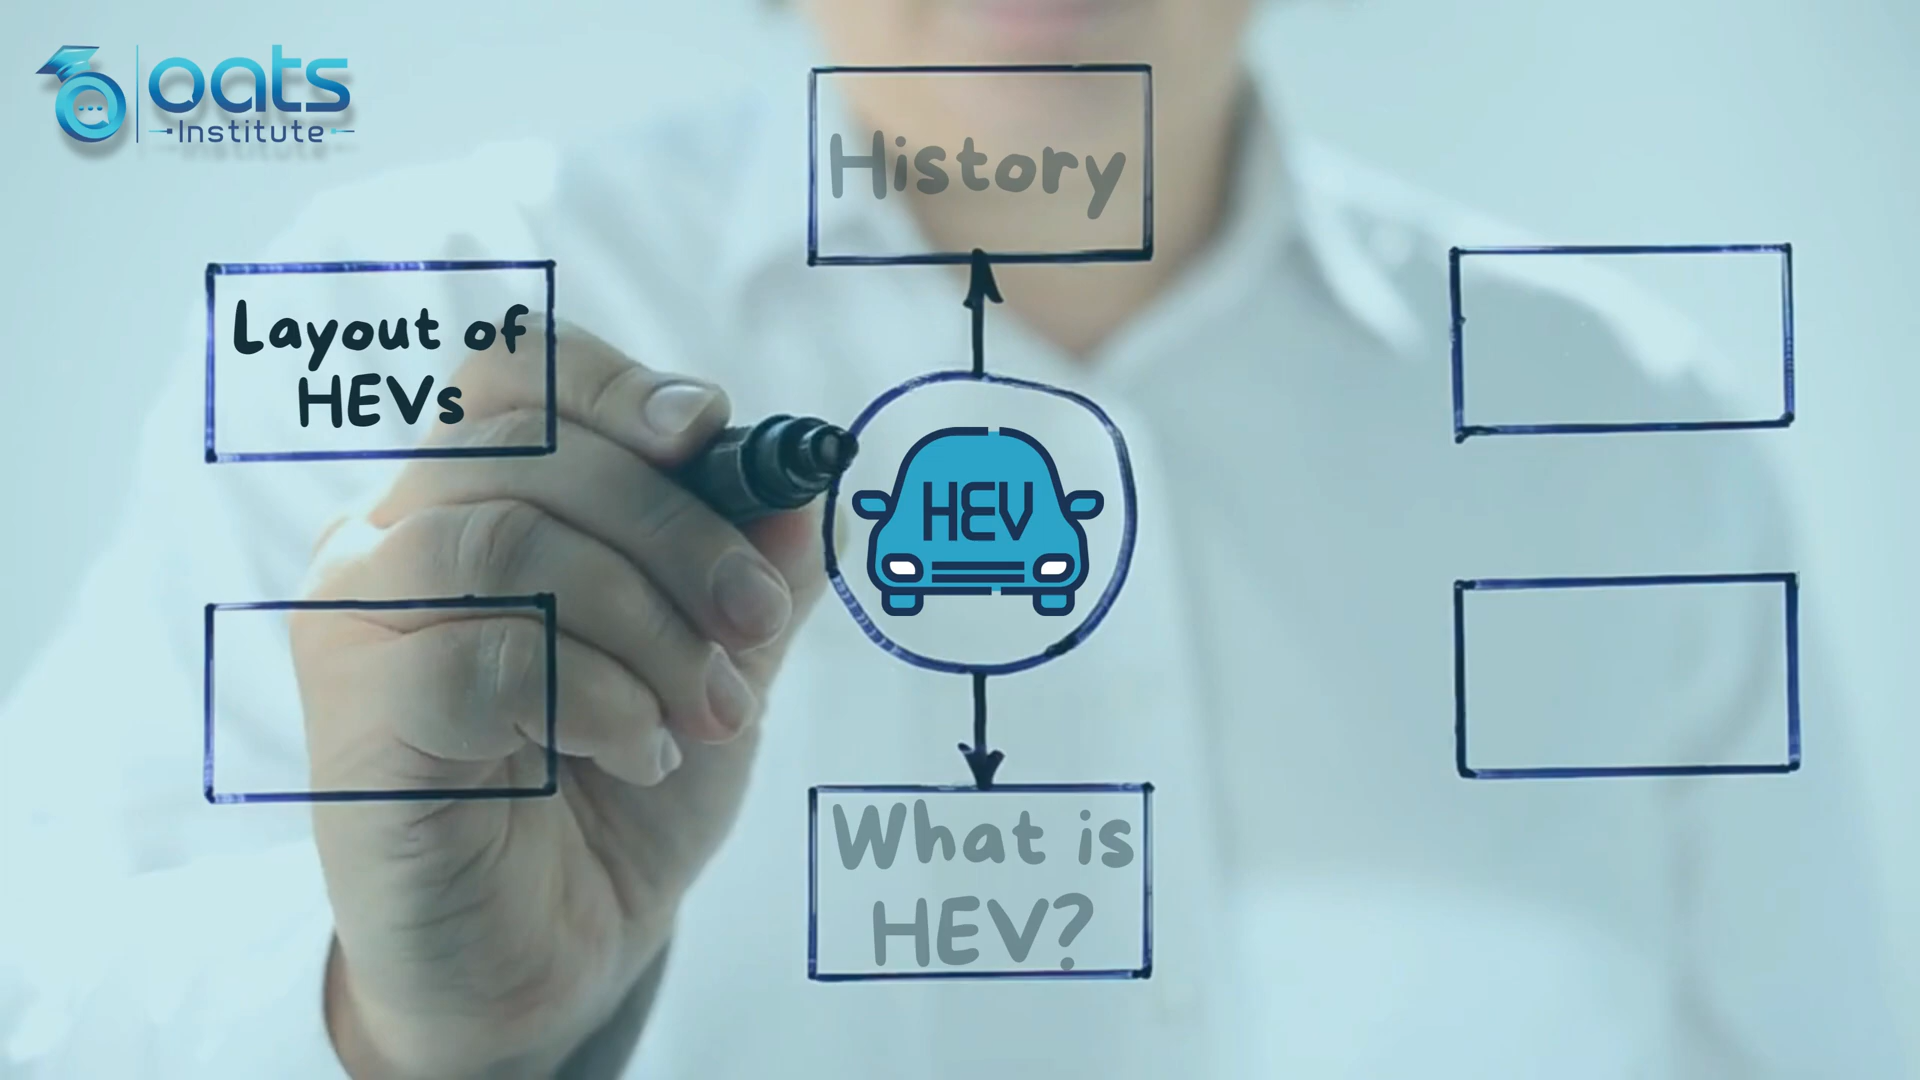 oats
Institute
History
Layout of
HEVs
HEV
What is
HEV?